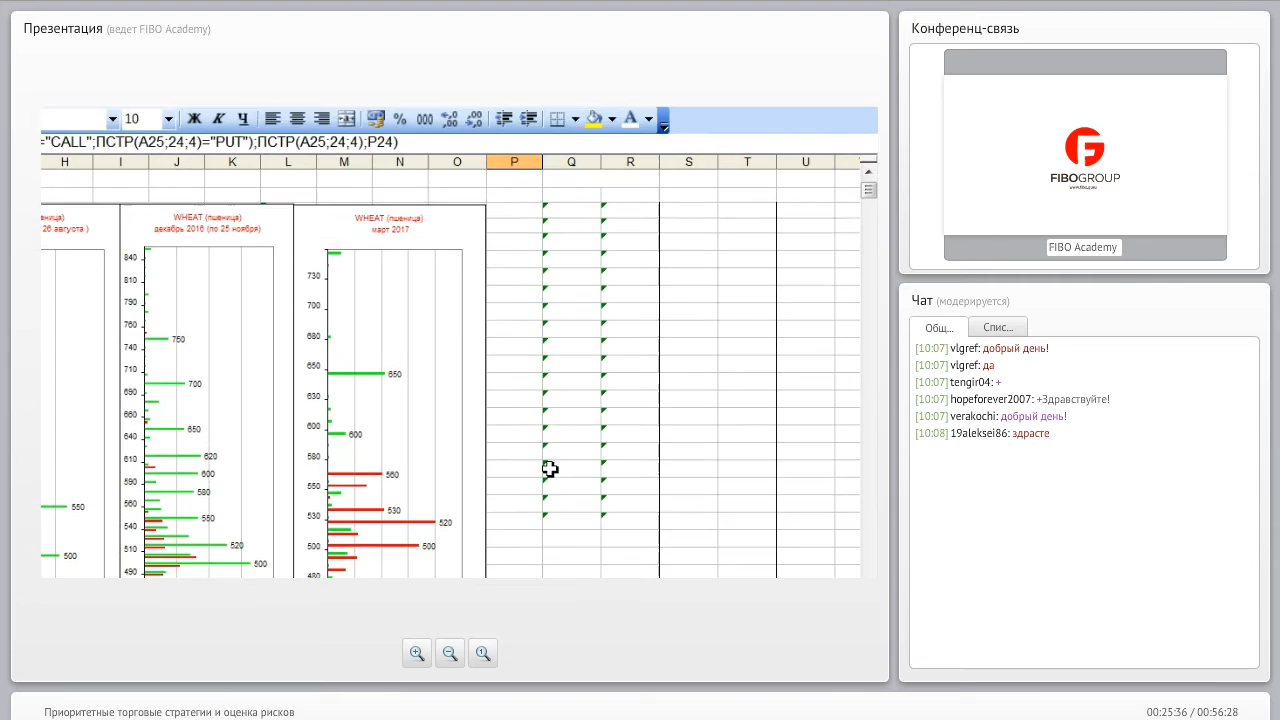 Презентация (ведет FIBO Academy)
10
Ж К Ч % 000
="CALL";ПСТР(A25;24;4)="PUT");ПСТР(A25;24;4);P24)
H I J K L M N O P Q R S T U
WHEAT (пшеница)
декабрь 2016 (по 25 ноября)
WHEAT (пшеница)
март 2017
26 августа )
840
810
790
760
740
710
690
660
640
610
590
560
540
510
490
750
700
650
620
600
580
550
520
500
550
500
730
700
680
650
630
600
580
550
530
500
480
650
600
560
530
520
500
Конференц-связь
FIBOGROUP
FIBO Academy
Чат (модерируется)
Общ... Спис...
[10:07] vlgref: добрый день!
[10:07] vlgref: да
[10:07] tengir04: +
[10:07] hopeforever2007: +Здравствуйте!
[10:07] verakochi: добрый день!
[10:08] 19aleksei86: здрасте
Приоритетные торговые стратегии и оценка рисков
00:25:36 / 00:56:28